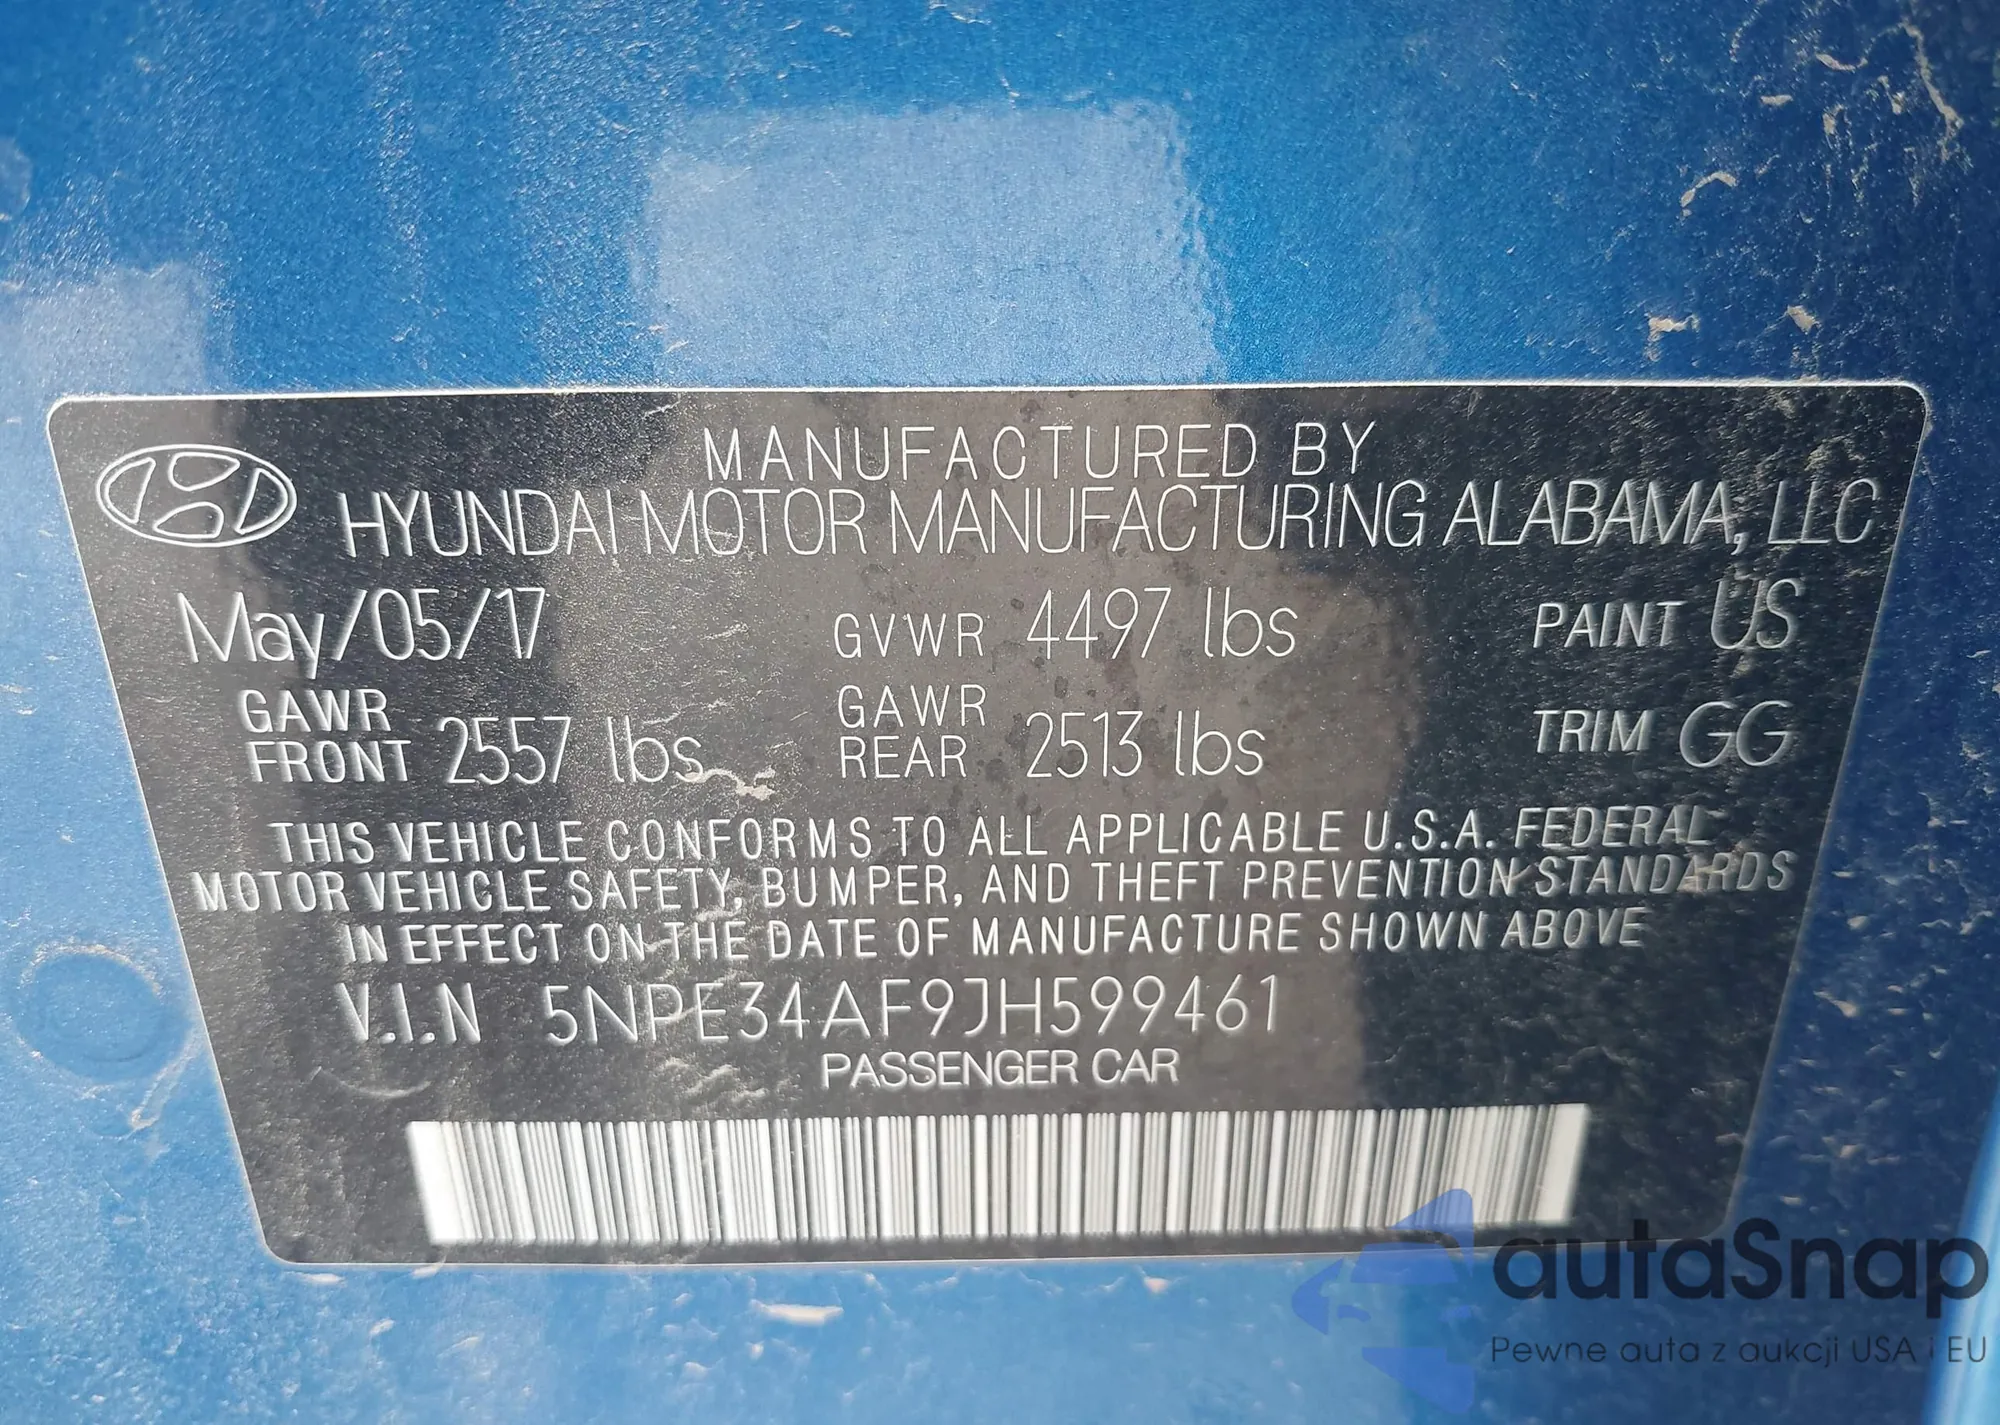 MANUFACTURED BY
HYUNDAI MOTOR MANUFACTURING ALABAMA, LLC
May/05/17 GVWR 4497 lbs PAINT US
GAWR FRONT 2557 lbs GAWR REAR 2513 lbs TRIM GG
THIS VEHICLE CONFORMS TO ALL APPLICABLE U.S.A. FEDERAL
MOTOR VEHICLE SAFETY, BUMPER, AND THEFT PREVENTION STANDARDS
IN EFFECT ON THE DATE OF MANUFACTURE SHOWN ABOVE
V.I.N 5NPE34AF9JH599461
PASSENGER CAR
autaSnap
Pewne auta z aukcji USA i EU